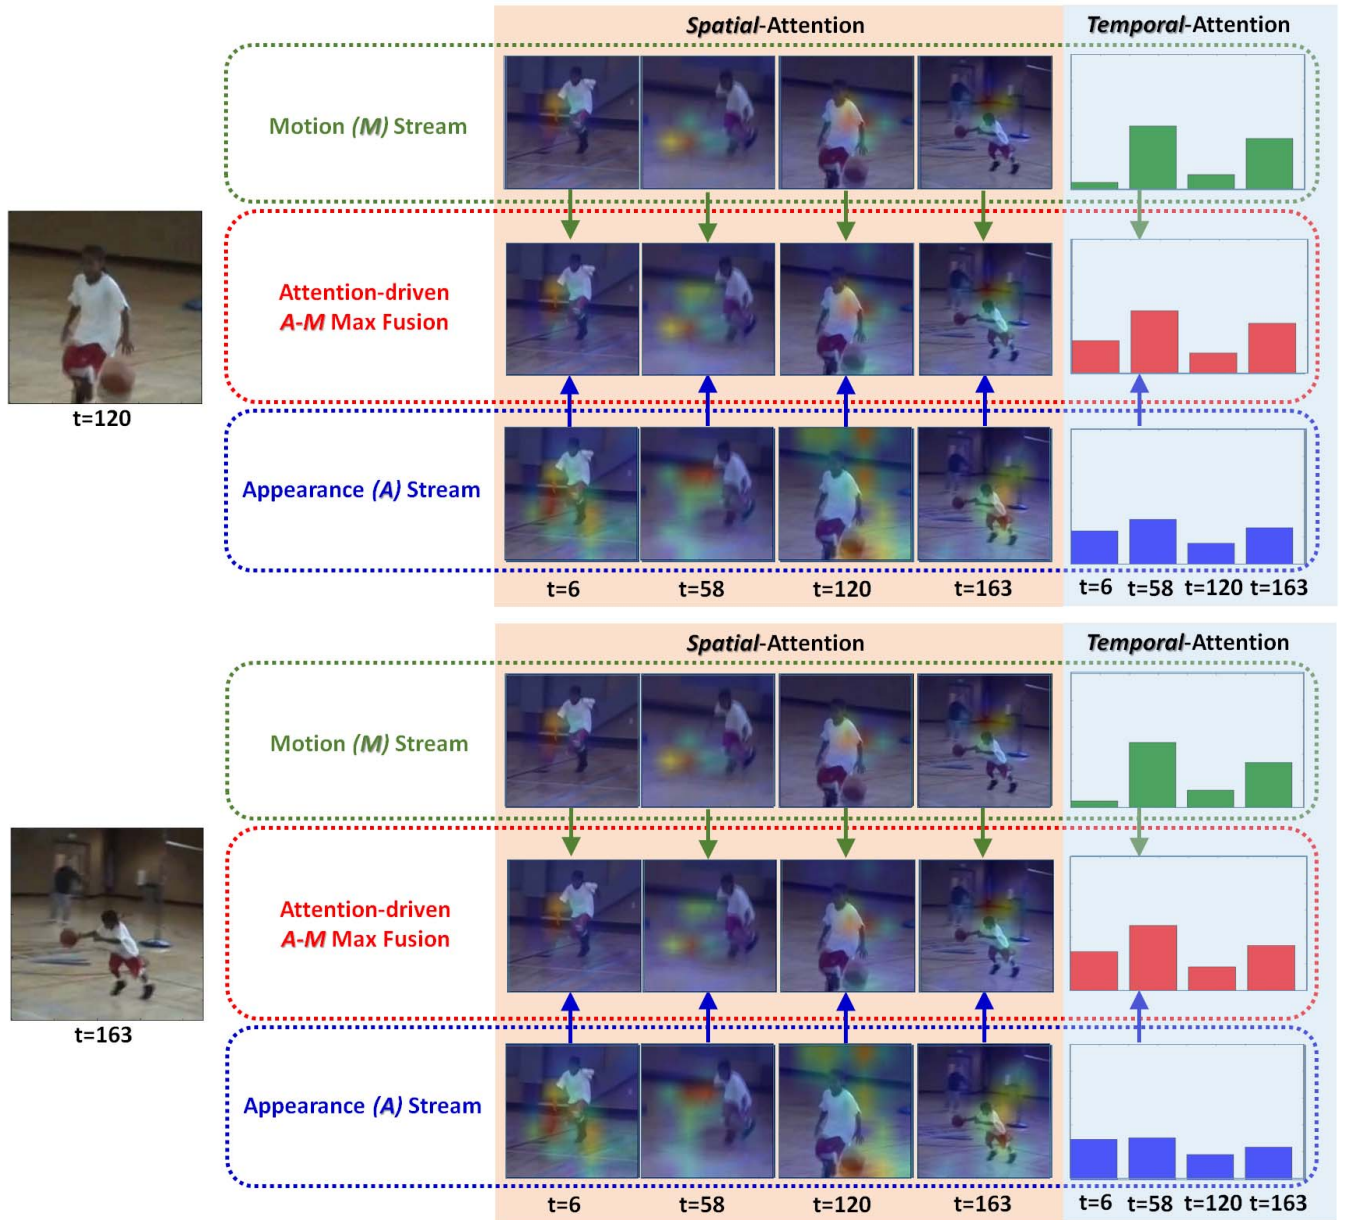 Spatial-Attention
Temporal-Attention
Motion (M) Stream
Attention-driven
A-M Max Fusion
t=120
Appearance (A) Stream
t=6
t=58
t=120
t=163
t=6
t=58
t=120
t=163
Spatial-Attention
Temporal-Attention
Motion (M) Stream
Attention-driven
A-M Max Fusion
t=163
Appearance (A) Stream
t=6
t=58
t=120
t=163
t=6
t=58
t=120
t=163